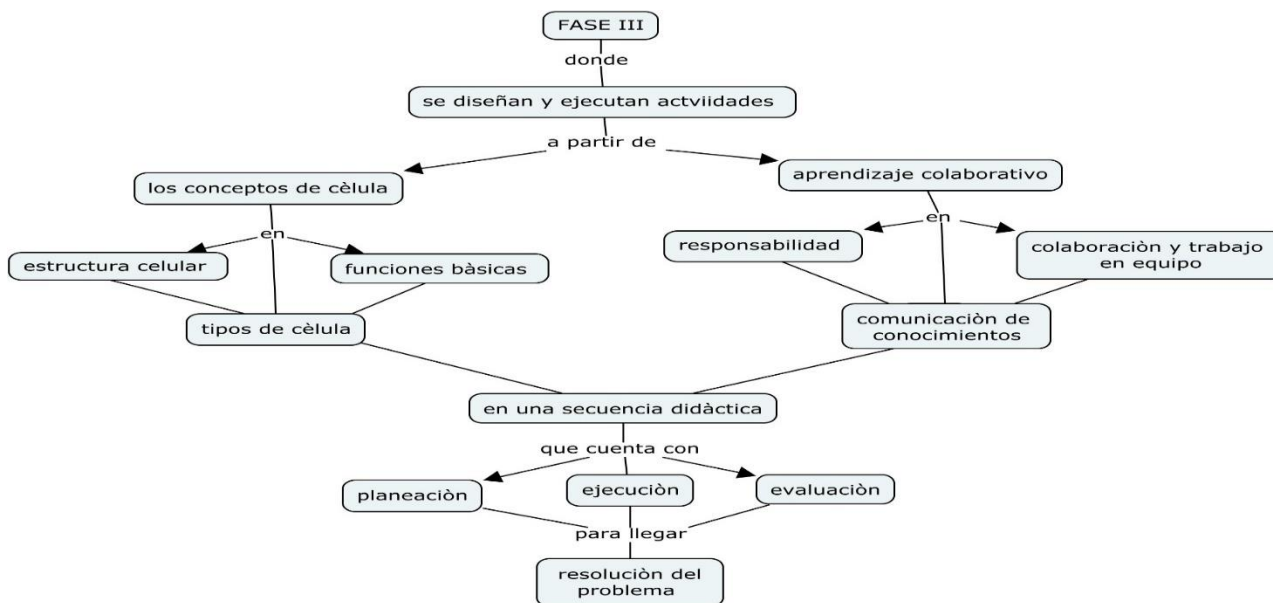 FASE III
donde
se diseñan y ejecutan actviidades
a partir de
los conceptos de cèlula
aprendizaje colaborativo
en
en
estructura celular
funciones bàsicas
responsabilidad
colaboraciòn y trabajo
en equipo
tipos de cèlula
comunicaciòn de
conocimientos
en una secuencia didàctica
que cuenta con
planeaciòn
ejecuciòn
evaluaciòn
para llegar
resoluciòn del
problema